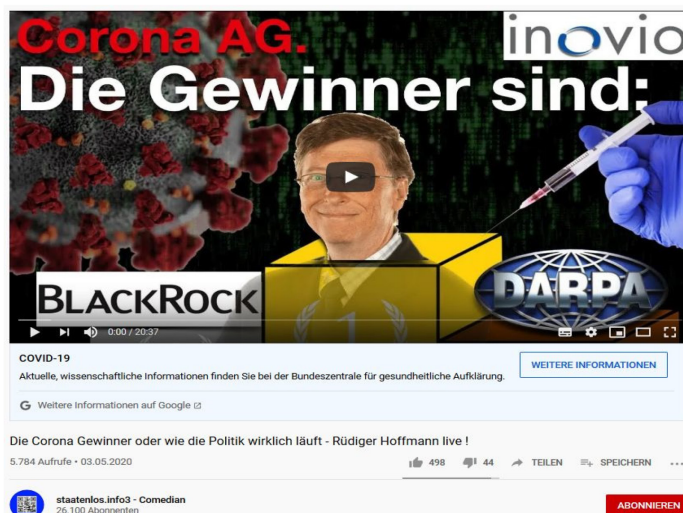 Corona AG.
inovio
Die Gewinner sind:
BLACKROCK
DARPA
1
0:00 / 20:37
COVID-19
Aktuelle, wissenschaftliche Informationen finden Sie bei der Bundeszentrale für gesundheitliche Aufklärung.
WEITERE INFORMATIONEN
G Weitere Informationen auf Google
Die Corona Gewinner oder wie die Politik wirklich läuft - Rüdiger Hoffmann live !
5.784 Aufrufe • 03.05.2020
498
44
TEILEN
SPEICHERN
staatenlos.info3 - Comedian
26.100 Abonnenten
ABONNIEREN